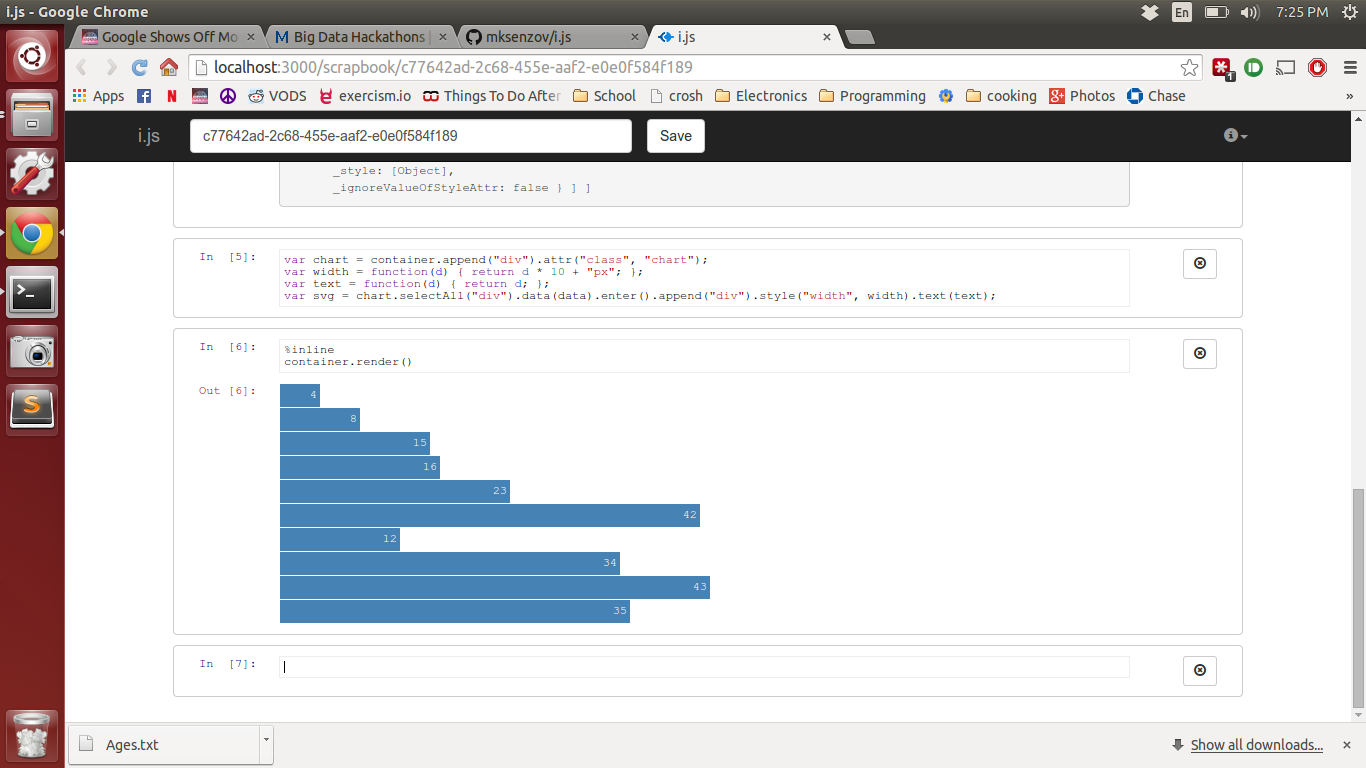 i.js - Google Chrome
En
7:25 PM
Google Shows Off Mo
Big Data Hackathons |
mksenzov/i.js
i.js
localhost:3000/scrapbook/c77642ad-2c68-455e-aaf2-e0e0f584f189
1
Apps
VODS
exercism.io
Things To Do After
School
crosh
Electronics
Programming
cooking
Photos
Chase
»
i.js
c77642ad-2c68-455e-aaf2-e0e0f584f189
Save
_style: [Object],
_ignoreValueOfStyleAttr: false } ] ]
In [5]:
var chart = container.append("div").attr("class", "chart");
var width = function(d) { return d * 10 + "px"; };
var text = function(d) { return d; };
var svg = chart.selectAll("div").data(data).enter().append("div").style("width", width).text(text);
In [6]:
%inline
container.render()
Out [6]:
4
8
15
16
23
42
12
34
43
35
In [7]:
Ages.txt
Show all downloads...